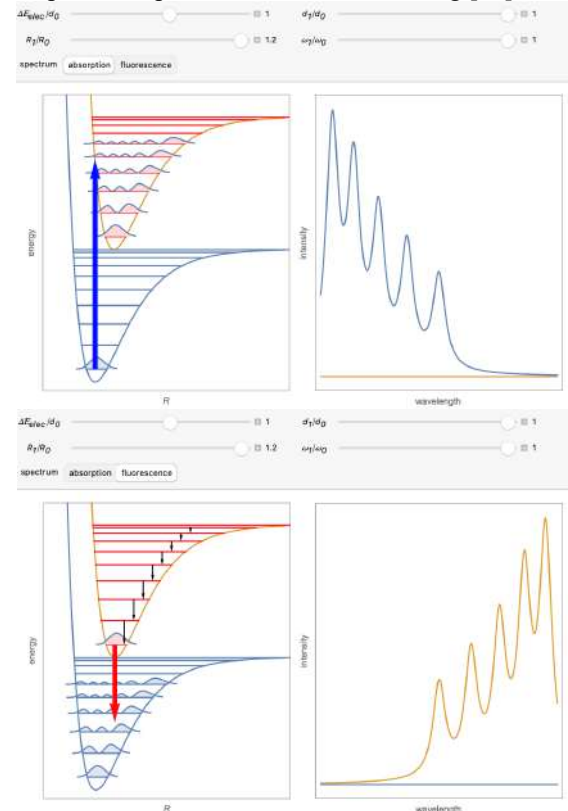 ΔE_elec/d_0 1 d_1/d_0 1
R_1/R_0 1.2 ω_1/ω_0 1
spectrum absorption fluorescence
energy
intensity
R wavelength
ΔE_elec/d_0 1 d_1/d_0 1
R_1/R_0 1.2 ω_1/ω_0 1
spectrum absorption fluorescence
energy
intensity
R wavelength